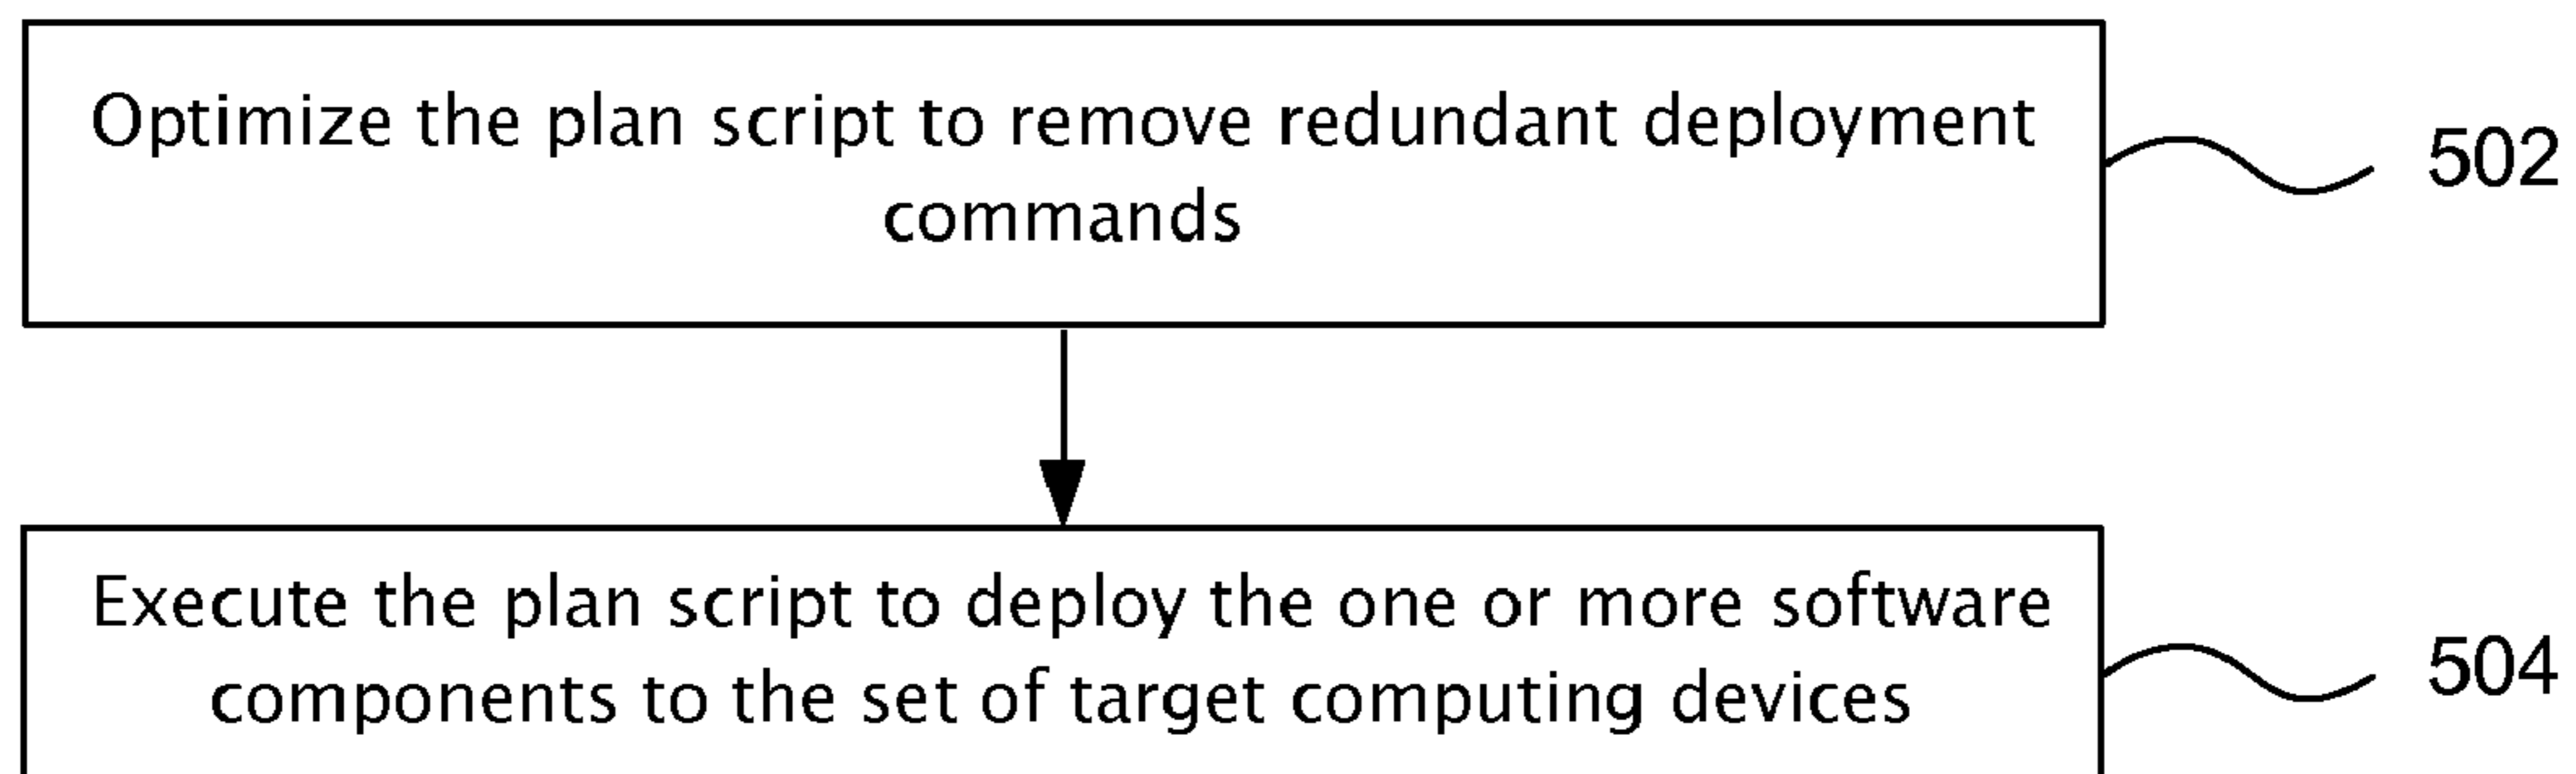 Optimize the plan script to remove redundant deployment
commands
502
Execute the plan script to deploy the one or more software
components to the set of target computing devices
504